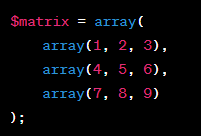 $matrix = array(
    array(1, 2, 3),
    array(4, 5, 6),
    array(7, 8, 9)
);